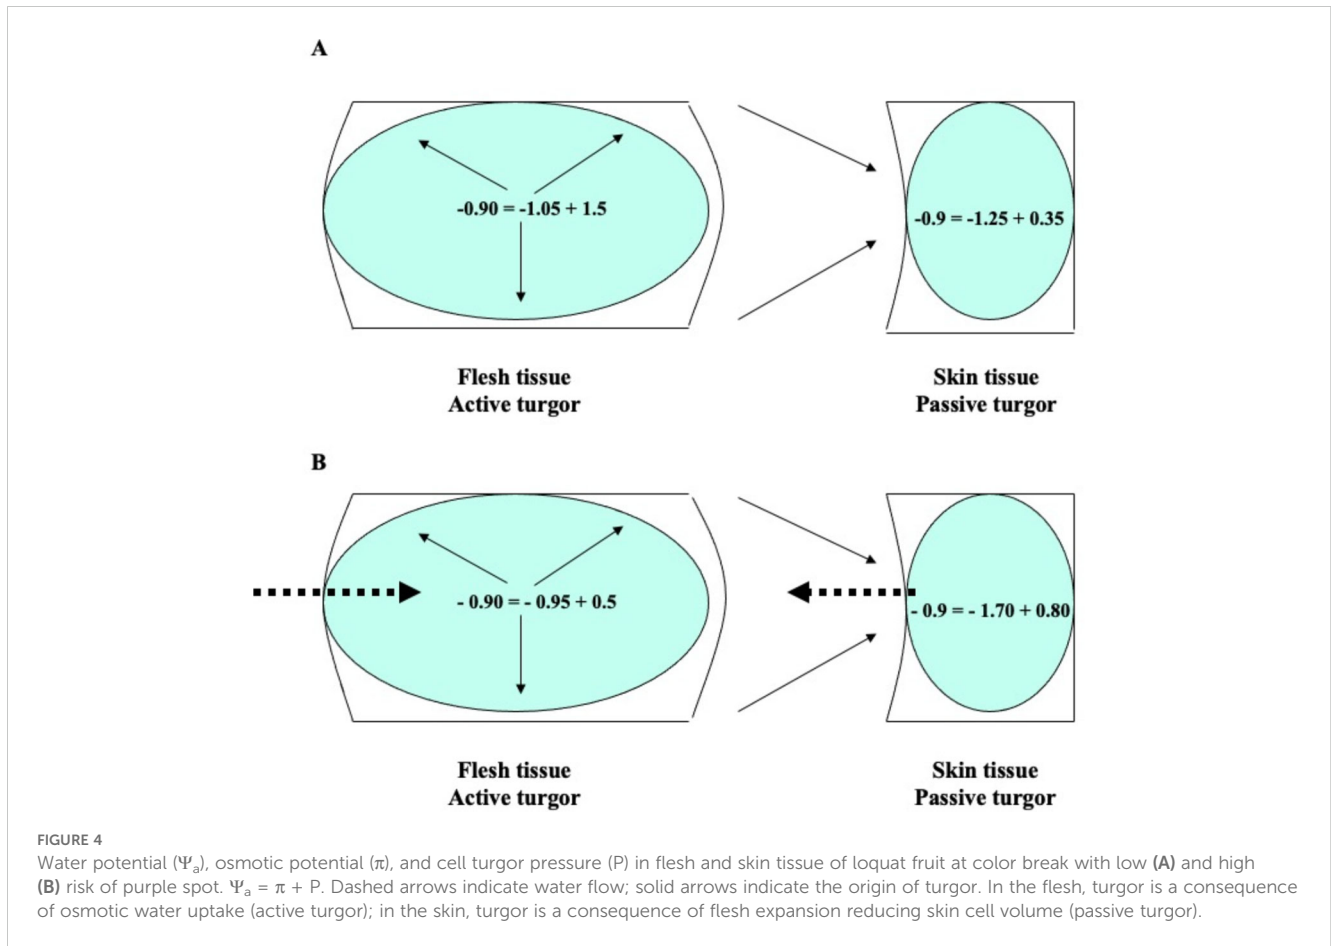 A
-0.90 = -1.05 + 1.5
-0.9 = -1.25 + 0.35
Flesh tissue
Active turgor
Skin tissue
Passive turgor
B
- 0.90 = - 0.95 + 0.5
- 0.9 = - 1.70 + 0.80
Flesh tissue
Active turgor
Skin tissue
Passive turgor
FIGURE 4
Water potential (Ψa), osmotic potential (π), and cell turgor pressure (P) in flesh and skin tissue of loquat fruit at color break with low (A) and high
(B) risk of purple spot. Ψa = π + P. Dashed arrows indicate water flow; solid arrows indicate the origin of turgor. In the flesh, turgor is a consequence
of osmotic water uptake (active turgor); in the skin, turgor is a consequence of flesh expansion reducing skin cell volume (passive turgor).